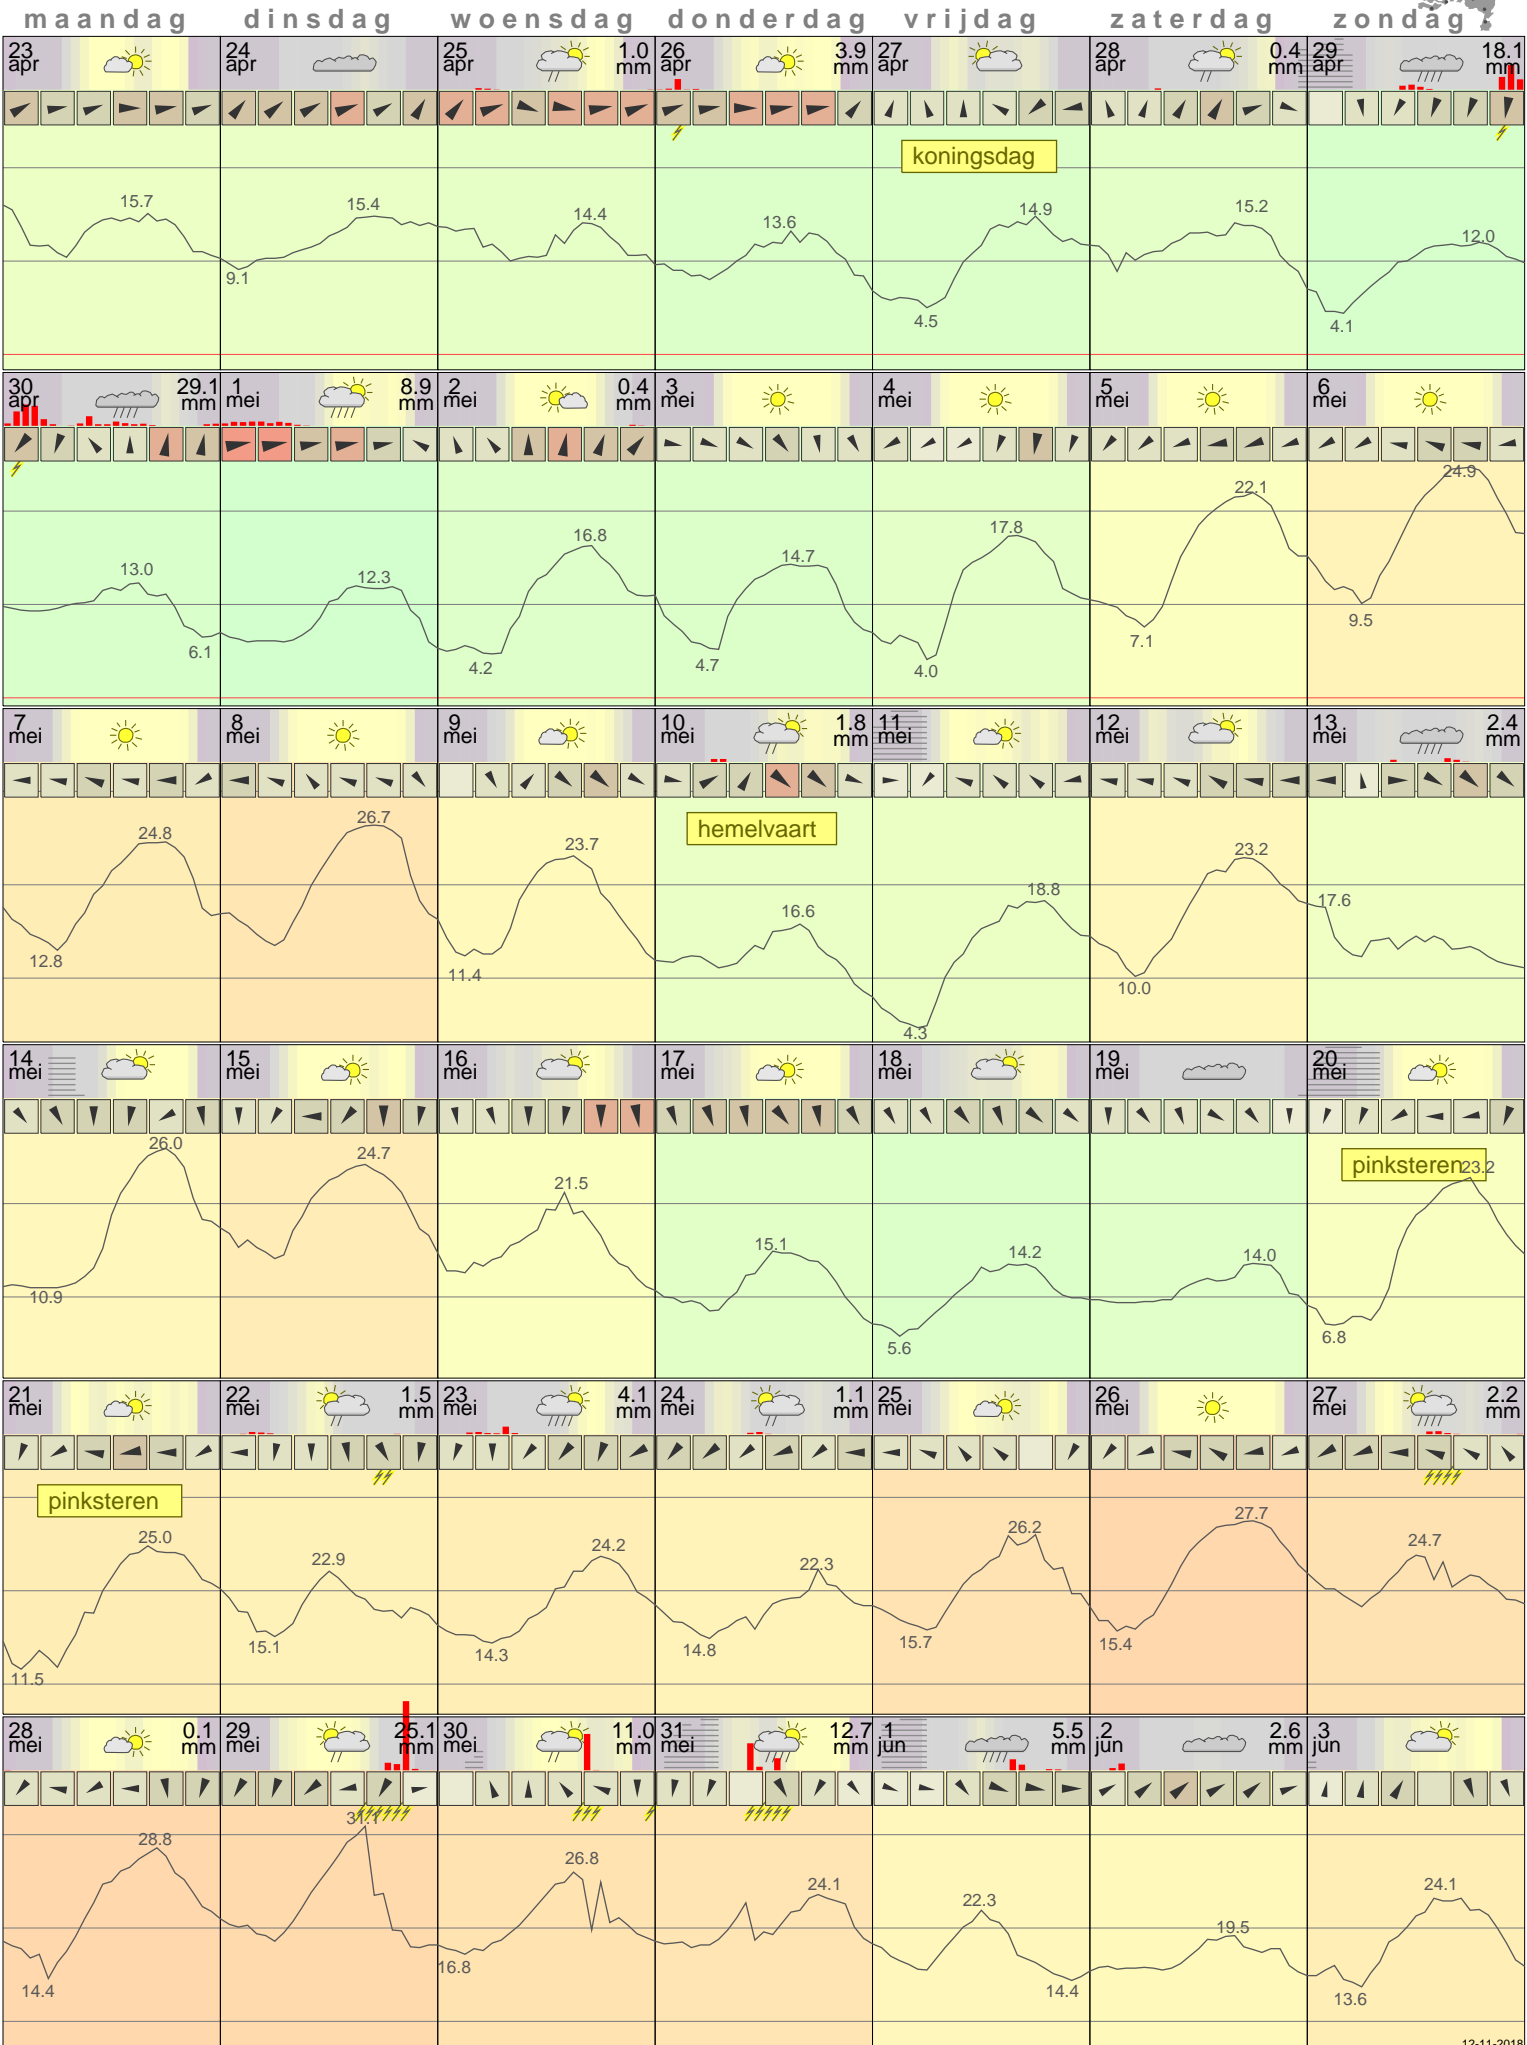 maandag dinsdag woensdag donderdag vrijdag zaterdag zondag
23 24 25 1.0 26 3.9 27 28 0.4 29 18.1
apr apr apr mm apr mm apr apr mm apr mm
koningsdag
15.7 15.4 14.4 13.6 14.9 15.2 12.0
9.1 4.5 4.1
30 29.1 1 8.9 2 0.4 3 4 5 6
apr mm mei mm mei mm mei mei mei mei
13.0 12.3 16.8 14.7 17.8 22.1 24.9
6.1 4.2 4.7 4.0 7.1 9.5
7 8 9 10 1.8 11 12 13 2.4
mei mei mei mei mm mei mei mei mm
hemelvaart
24.8 26.7 23.7 16.6 18.8 23.2 17.6
12.8 11.4 4.3 10.0
14 15 16 17 18 19 20
mei mei mei mei mei mei mei
pinksteren
26.0 24.7 21.5 15.1 14.2 14.0 23.2
10.9 5.6 6.8
21 22 1.5 23 4.1 24 1.1 25 26 27 2.2
mei mei mm mei mm mei mm mei mei mei mm
pinksteren
25.0 22.9 24.2 22.3 26.2 27.7 24.7
11.5 15.1 14.3 14.8 15.7 15.4
28 0.1 29 25.1 30 11.0 31 12.7 1 5.5 2 2.6 3
mei mm mei mm mei mm mei mm jun mm jun mm jun
28.8 31.1 26.8 24.1 22.3 19.5 24.1
14.4 16.8 14.4 13.6
12-11-2018